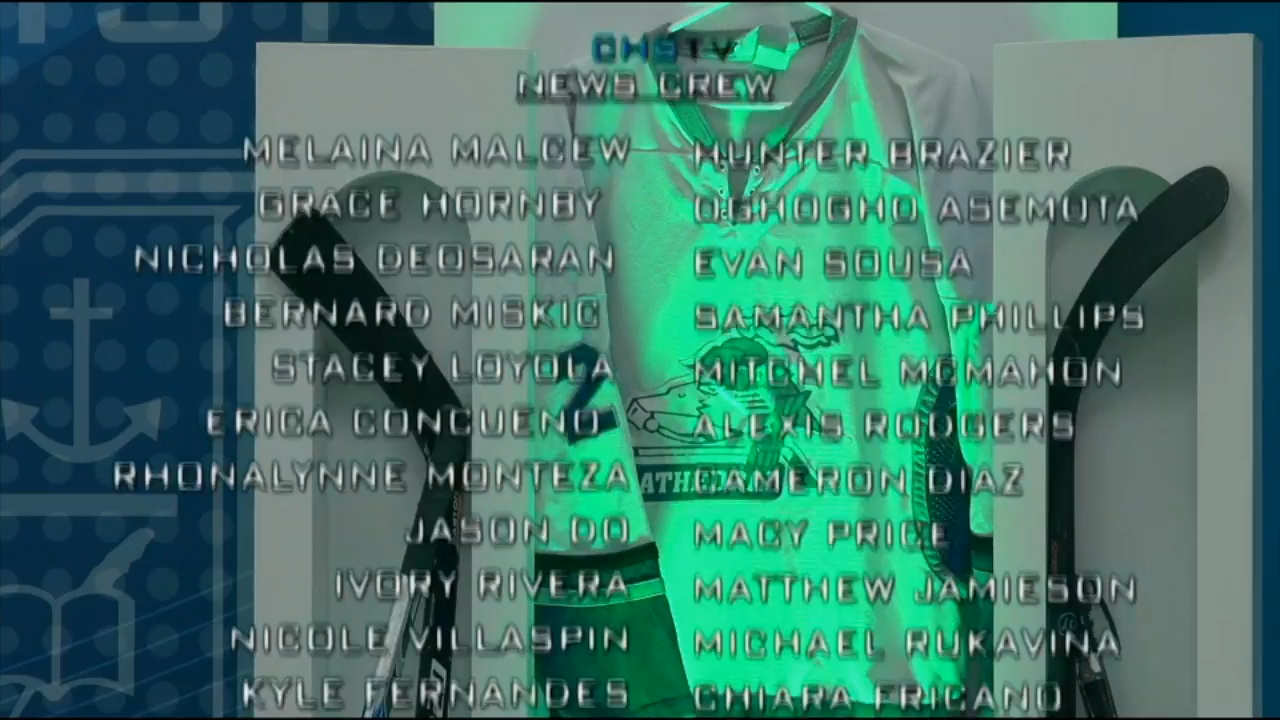 CHSTV
NEWS CREW
MELAINA MALCEW HUNTER BRAZIER
GRACE HORNBY OSHOGHO ASEMOTA
NICHOLAS DEOSARAN EVAN SOUSA
BERNARD MISKIC SAMANTHA PHILLIPS
STACEY LOYOLA MITCHEL MCMAHON
ERICA CONCUENO ALEXIS RODGERS
RHONALYNNE MONTEZA CAMERON DIAZ
JASON DO MACY PRICE
IVORY RIVERA MATTHEW JAMIESON
NICOLE VILLASPIN MICHAEL RUKAVINA
KYLE FERNANDES CHIARA FRICANO
2